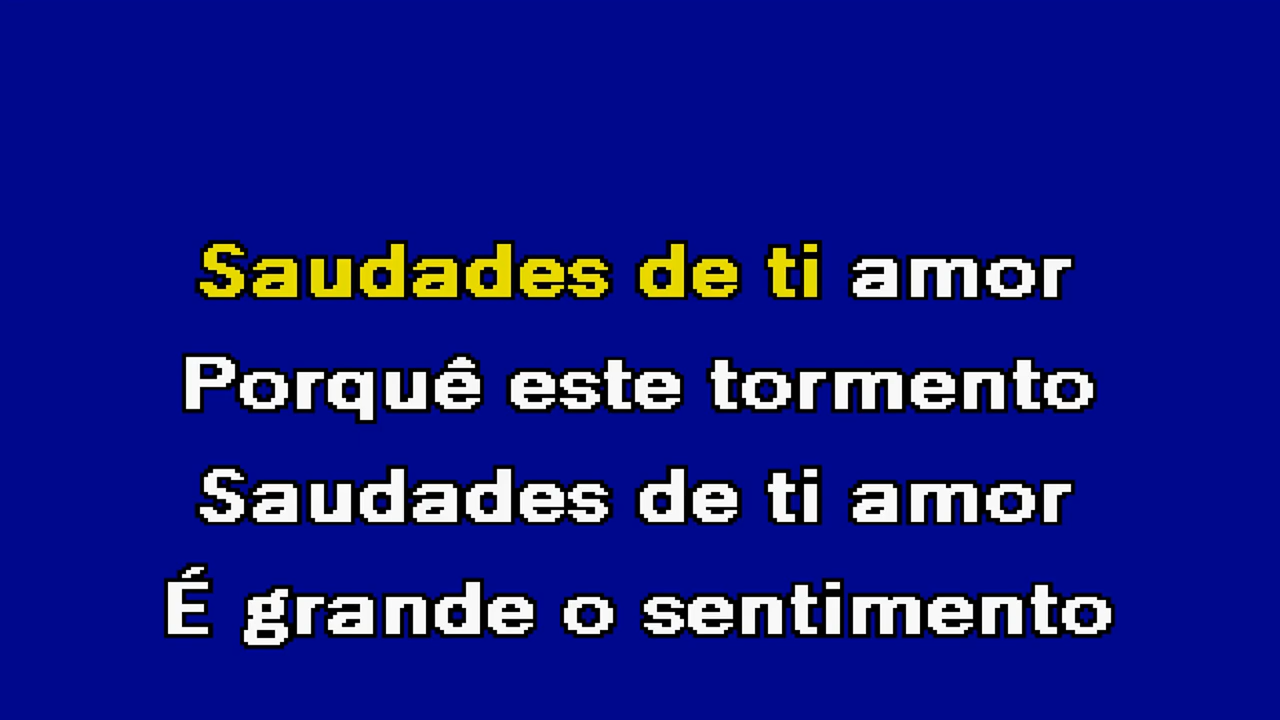 Saudades de ti amor
Porquê este tormento
Saudades de ti amor
É grande o sentimento